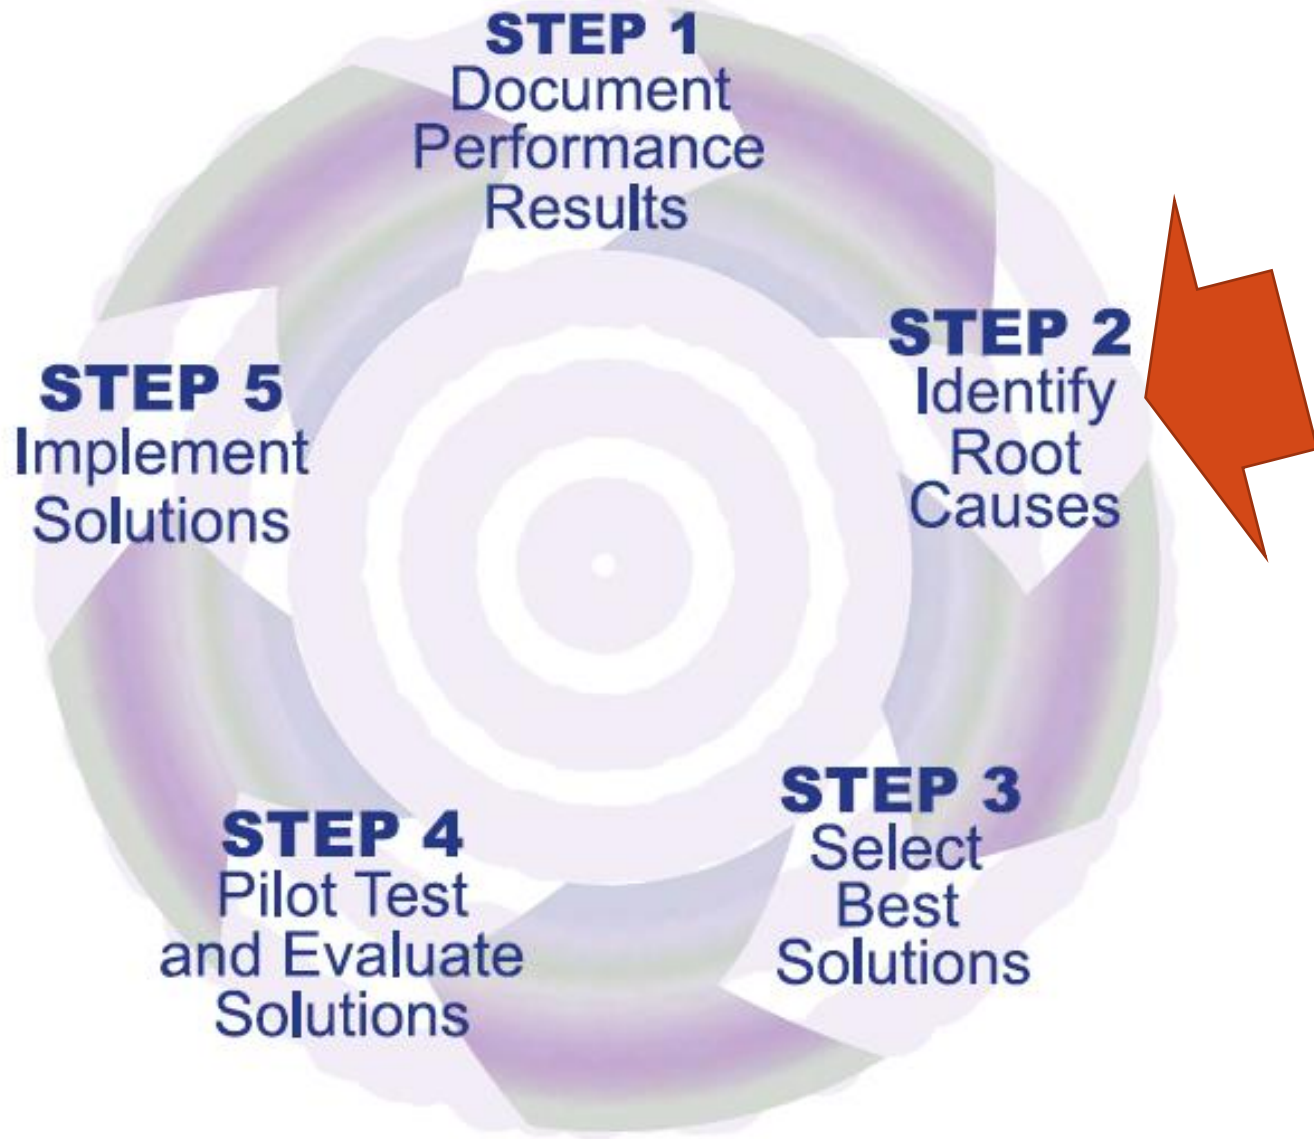 STEP 1
Document
Performance
Results
STEP 2
Identify
Root
Causes
STEP 3
Select
Best
Solutions
STEP 4
Pilot Test
and Evaluate
Solutions
STEP 5
Implement
Solutions